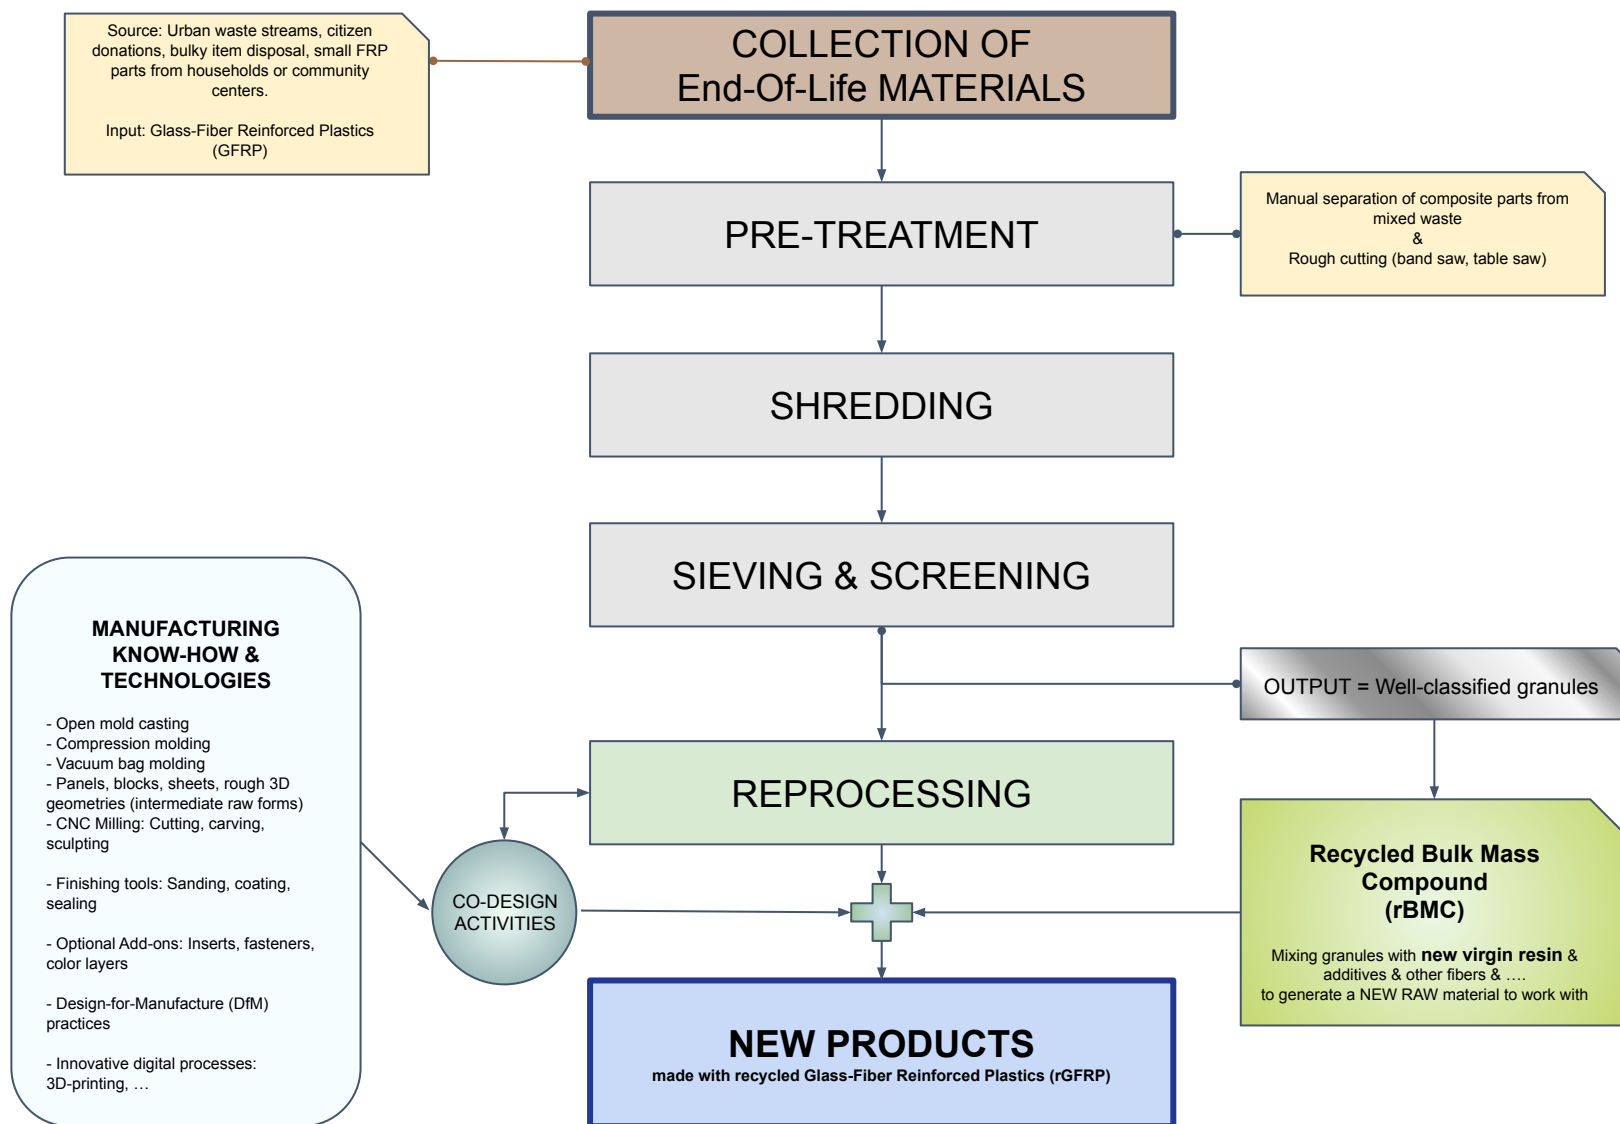 Source: Urban waste streams, citizen
donations, bulky item disposal, small FRP
parts from households or community
centers.
Input: Glass-Fiber Reinforced Plastics
(GFRP)
COLLECTION OF
End-Of-Life MATERIALS
PRE-TREATMENT
Manual separation of composite parts from
mixed waste
&
Rough cutting (band saw, table saw)
SHREDDING
SIEVING & SCREENING
MANUFACTURING
KNOW-HOW &
TECHNOLOGIES
- Open mold casting
- Compression molding
- Vacuum bag molding
- Panels, blocks, sheets, rough 3D
geometries (intermediate raw forms)
- CNC Milling: Cutting, carving,
sculpting
- Finishing tools: Sanding, coating,
sealing
- Optional Add-ons: Inserts, fasteners,
color layers
- Design-for-Manufacture (DfM)
practices
- Innovative digital processes:
3D-printing, …
OUTPUT = Well-classified granules
REPROCESSING
CO-DESIGN
ACTIVITIES
Recycled Bulk Mass
Compound
(rBMC)
Mixing granules with new virgin resin &
additives & other fibers & ….
to generate a NEW RAW material to work with
NEW PRODUCTS
made with recycled Glass-Fiber Reinforced Plastics (rGFRP)